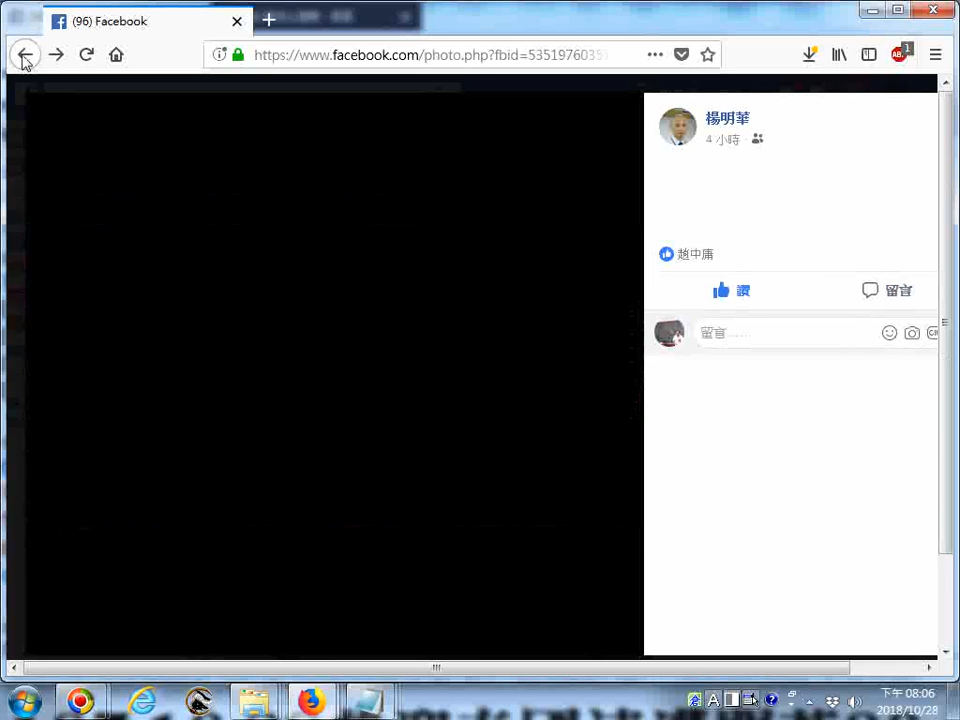 (96) Facebook
https://www.facebook.com/photo.php?fbid=5351976035
楊明華
4 小時
趙中庸
讚
留言
留言......
下午 08:06
2018/10/28